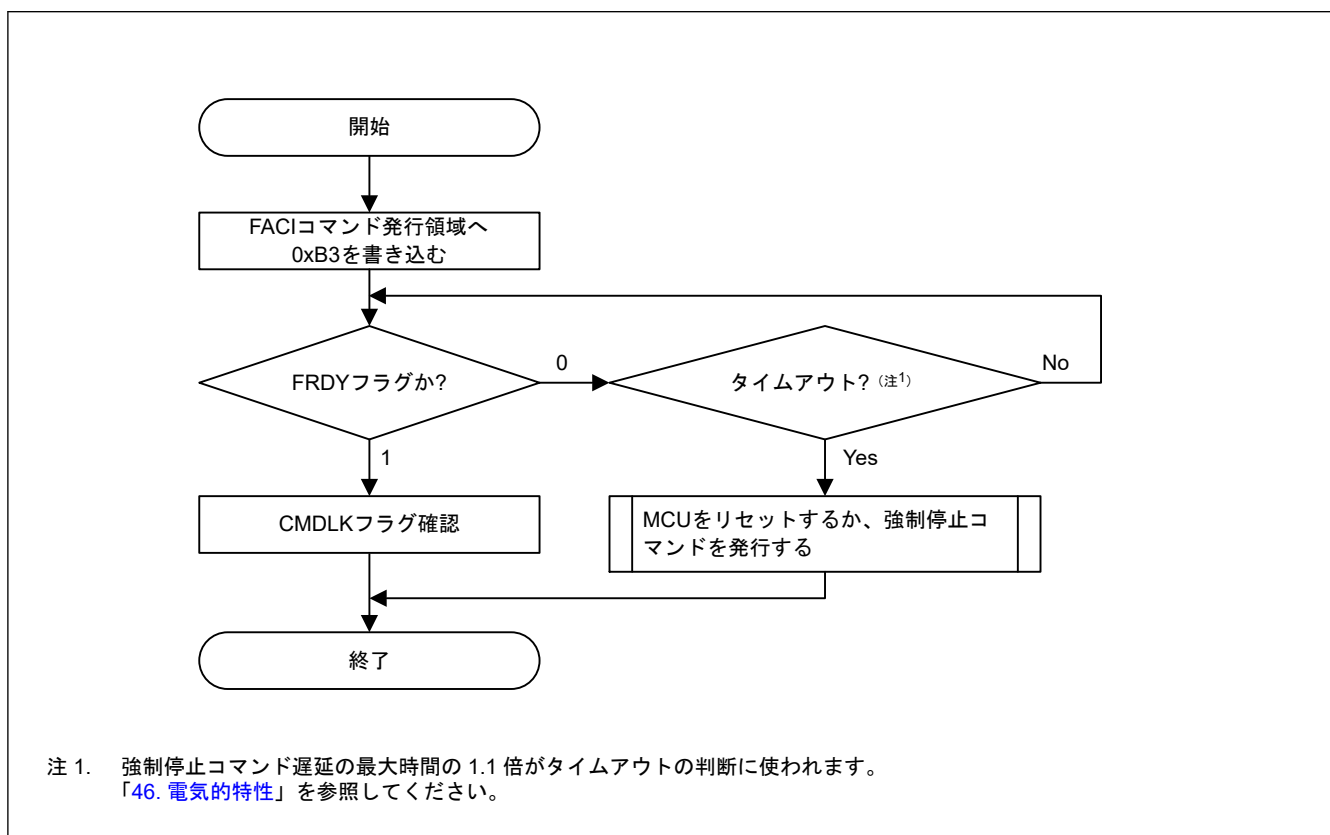 開始
FACIコマンド発行領域へ
0xB3を書き込む
FRDYフラグか?
0
タイムアウト?(注1)
No
1
Yes
CMDLKフラグ確認
MCUをリセットするか、強制停止コ
マンドを発行する
終了
注 1. 強制停止コマンド遅延の最大時間の 1.1 倍がタイムアウトの判断に使われます。
「46. 電気的特性」を参照してください。